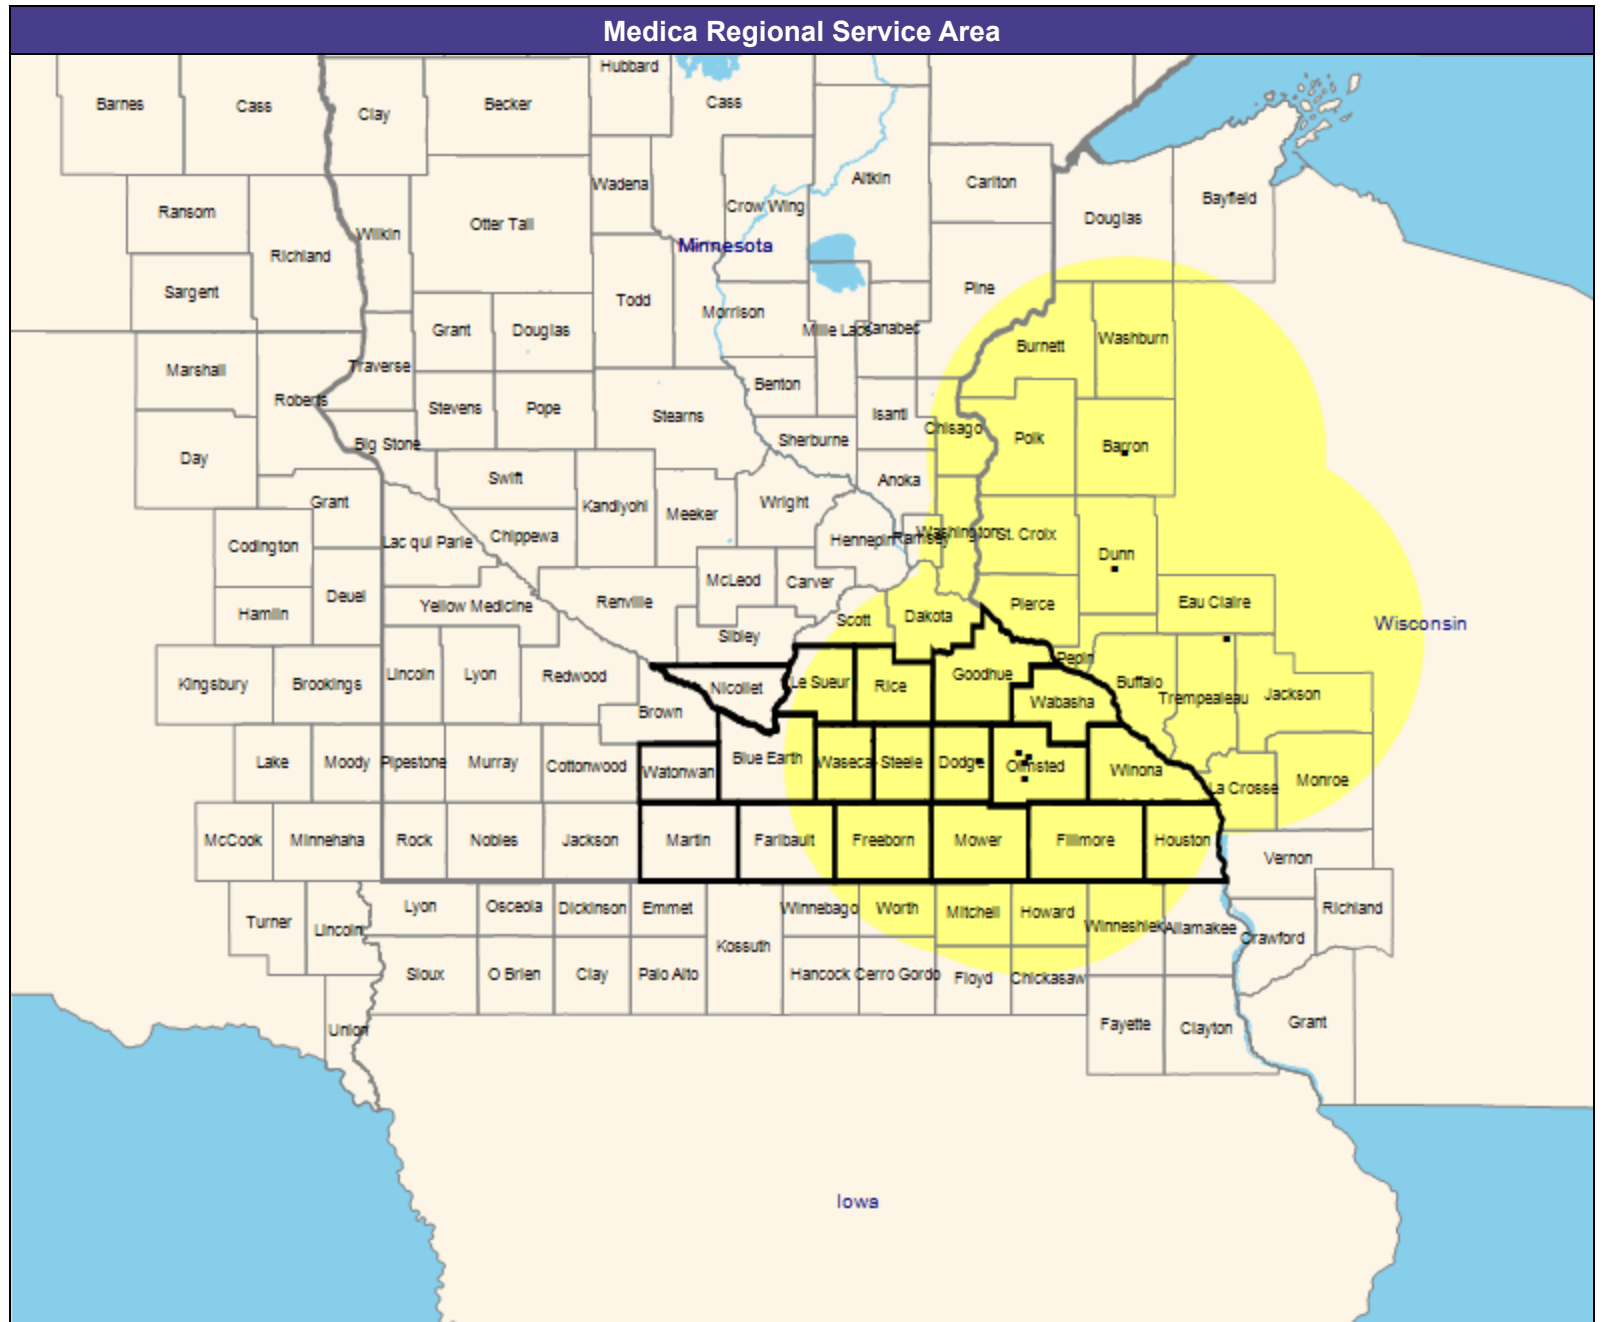 Medica Regional Service Area
Hubbard
Barnes Cass Clay Becker Cass
Wadena Aitkin Carlton
Ransom Wilkin Otter Tail Crow Wing Douglas Bayfield
Minnesota
Richland
Sargent Todd Pine
Grant Douglas Morrison Mille Lacs Kanabec Burnett Washburn
Marshall Traverse Benton
Roberts Stevens Pope Stearns Isanti Chisago
Day Big Stone Sherburne Polk Barron
Swift Anoka
Grant Kandiyohi Meeker Wright
Codington Lac qui Parle Chippewa Hennepin Ramsey Washington St. Croix
Dunn
Deuel McLeod Carver
Hamlin Yellow Medicine Renville Scott Dakota Pierce Eau Claire
Sibley Wisconsin
Pepin
Kingsbury Brookings Lincoln Lyon Redwood Nicollet Le Sueur Rice Goodhue Buffalo
Brown Wabasha Trempealeau Jackson
Lake Moody Pipestone Murray Cottonwood Watonwan Blue Earth Waseca Steele Dodge Olmsted Winona
La Crosse Monroe
McCook Minnehaha Rock Nobles Jackson Martin Faribault Freeborn Mower Fillmore Houston
Vernon
Turner Lincoln Lyon Osceola Dickinson Emmet Winnebago Worth Mitchell Howard Richland
Winneshiek Allamakee Crawford
Kossuth
Sioux O Brien Clay Palo Alto Hancock Cerro Gordo Floyd Chickasaw
Union Fayette Clayton Grant
Iowa